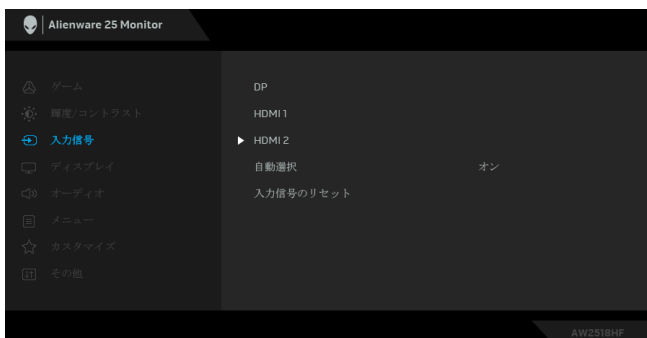 Alienware 25 Monitor
ゲーム
輝度/コントラスト
入力信号
ディスプレイ
オーディオ
メニュー
カスタマイズ
その他
DP
HDMI 1
HDMI 2
自動選択 オン
入力信号のリセット
AW2518HF